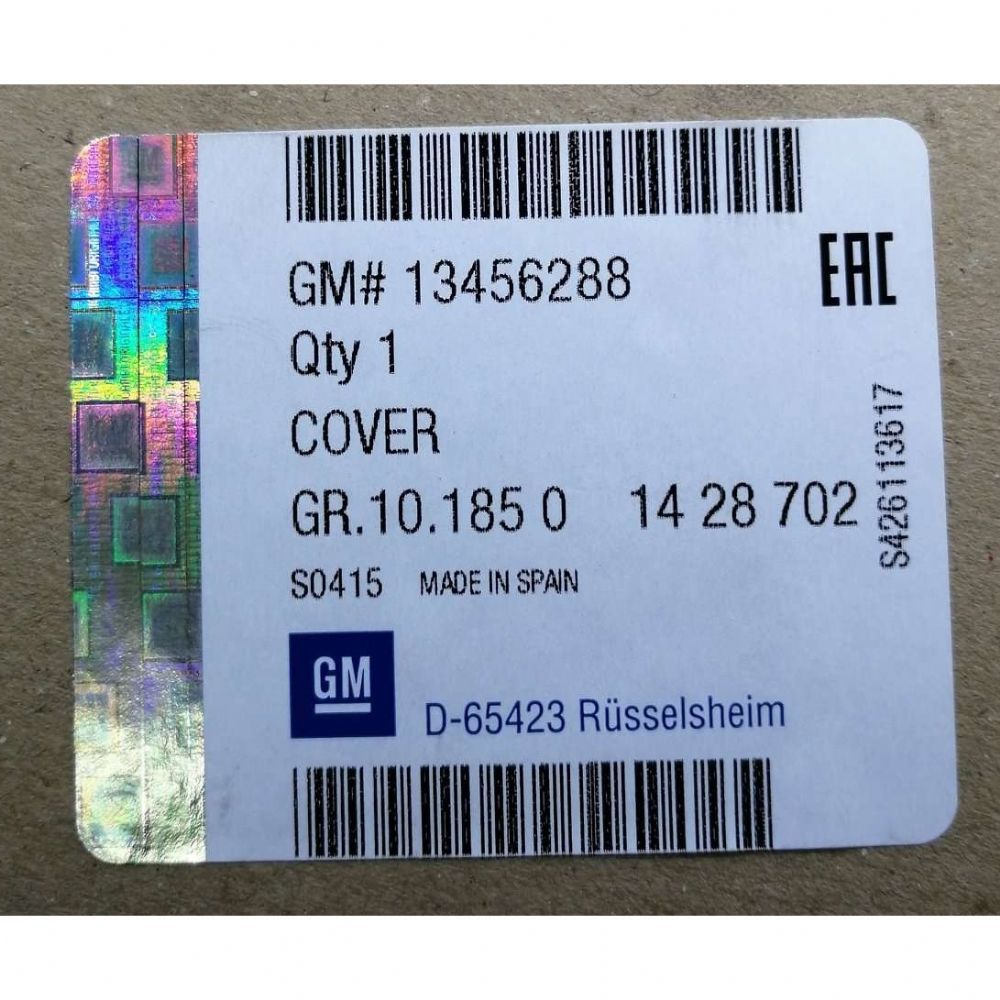 GM# 13456288
EAC
Qty 1
COVER
GR.10.185 0 14 28 702
S0415 MADE IN SPAIN
S426113617
GM
D-65423 Rüsselsheim
GM